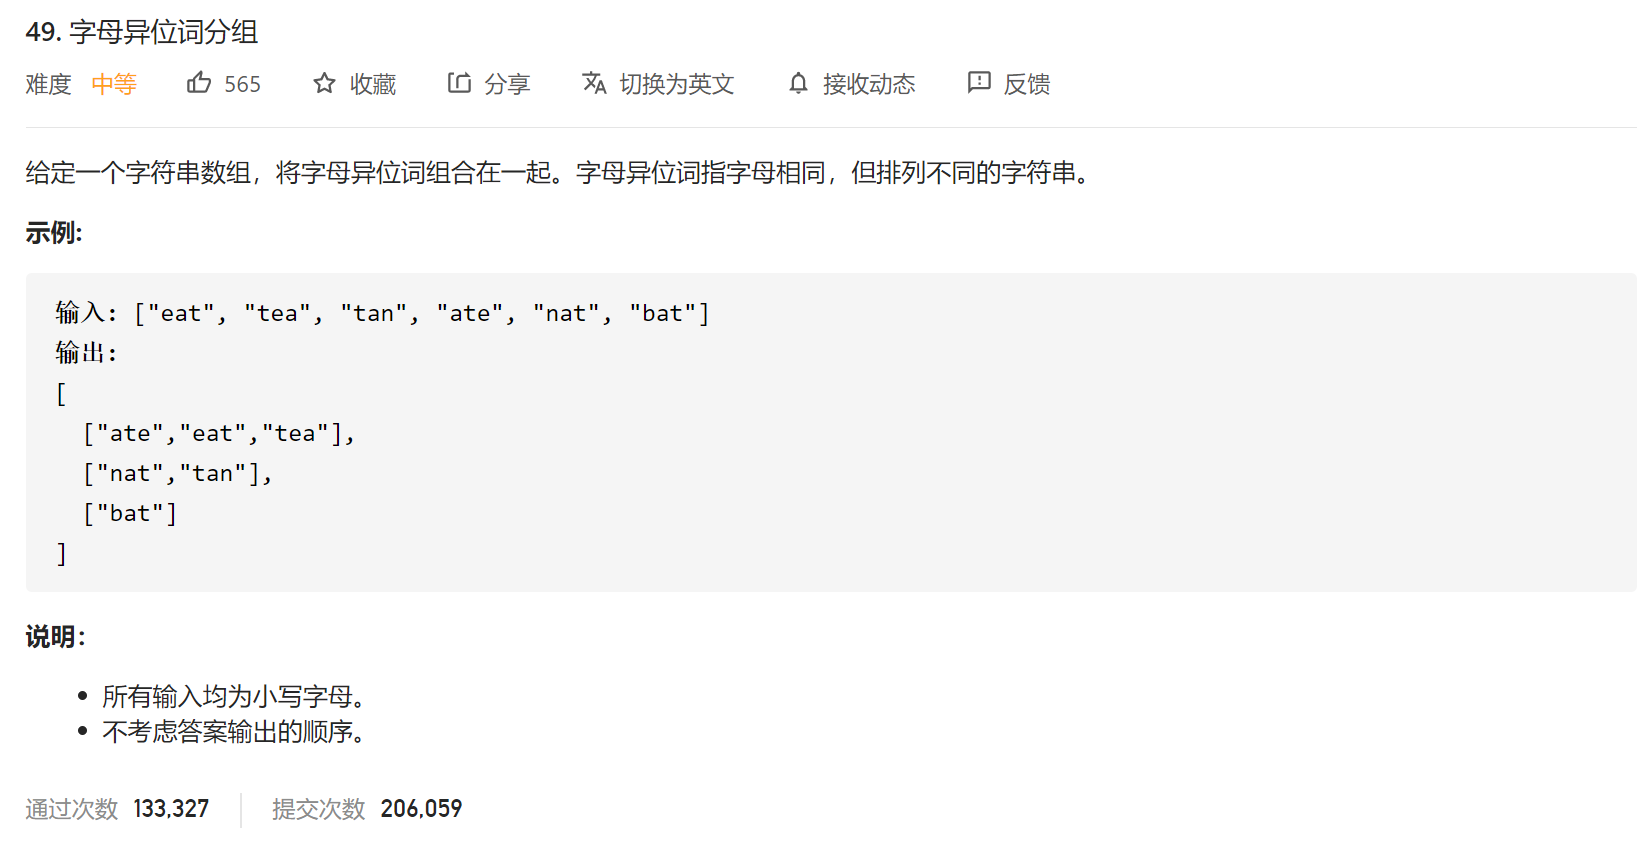 49. 字母异位词分组
难度 中等 565 收藏 分享 切换为英文 接收动态 反馈
给定一个字符串数组，将字母异位词组合在一起。字母异位词指字母相同，但排列不同的字符串。
示例:
输入: ["eat", "tea", "tan", "ate", "nat", "bat"]
输出:
[
  ["ate","eat","tea"],
  ["nat","tan"],
  ["bat"]
]
说明：
• 所有输入均为小写字母。
• 不考虑答案输出的顺序。
通过次数 133,327 提交次数 206,059